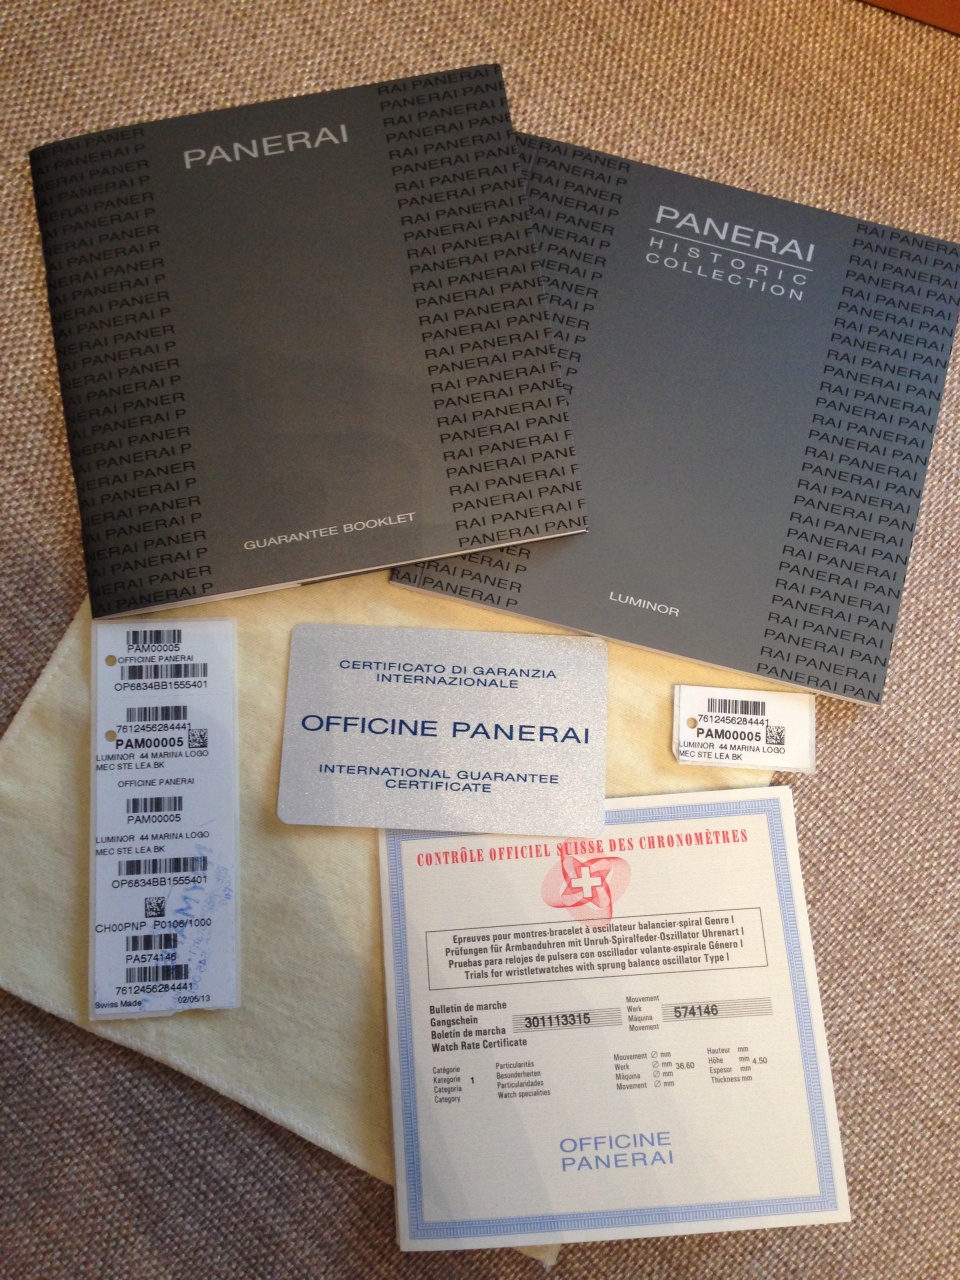 PANERAI
GUARANTEE BOOKLET
PANERAI
HISTORIC
COLLECTION
LUMINOR
PAM00005
OFFICINE PANERAI
OP6834BB1555401
7612456284441
PAM00005
LUMINOR 44 MARINA LOGO
MEC STE LEA BK
OFFICINE PANERAI
PAM00005
LUMINOR 44 MARINA LOGO
MEC STE LEA BK
OP6834BB1555401
CH00PNP P0106/1000
PA574146
7612456284441
Swiss Made 02/05/13
CERTIFICATO DI GARANZIA
INTERNAZIONALE
OFFICINE PANERAI
INTERNATIONAL GUARANTEE
CERTIFICATE
7612456284441
PAM00005
LUMINOR 44 MARINA LOGO
MEC STE LEA BK
CONTRÔLE OFFICIEL SUISSE DES CHRONOMÈTRES
Epreuves pour montres-bracelet à oscillateur balancier-spiral Genre I
Prüfungen für Armbanduhren mit Unruh-Spiralfeder-Oszillator Uhrenart I
Pruebas para relojes de pulsera con oscilador volante-espirale Género I
Trials for wristletwatches with sprung balance oscillator Type I
Bulletin de marche
Gangschein
Boletin de marcha
Watch Rate Certificate
301113315
Mouvement
Werk
Máquina
Movement
574146
Catégorie
Kategorie
Categoria
Category
1
Particularités
Besonderheiten
Particularidades
Watch specialities
Mouvement ∅ mm
Werk ∅ mm
Máquina ∅ mm
Movement ∅ mm
36.60
Hauteur mm
Höhe mm
Espesor mm
Thickness mm
4.50
OFFICINE
PANERAI